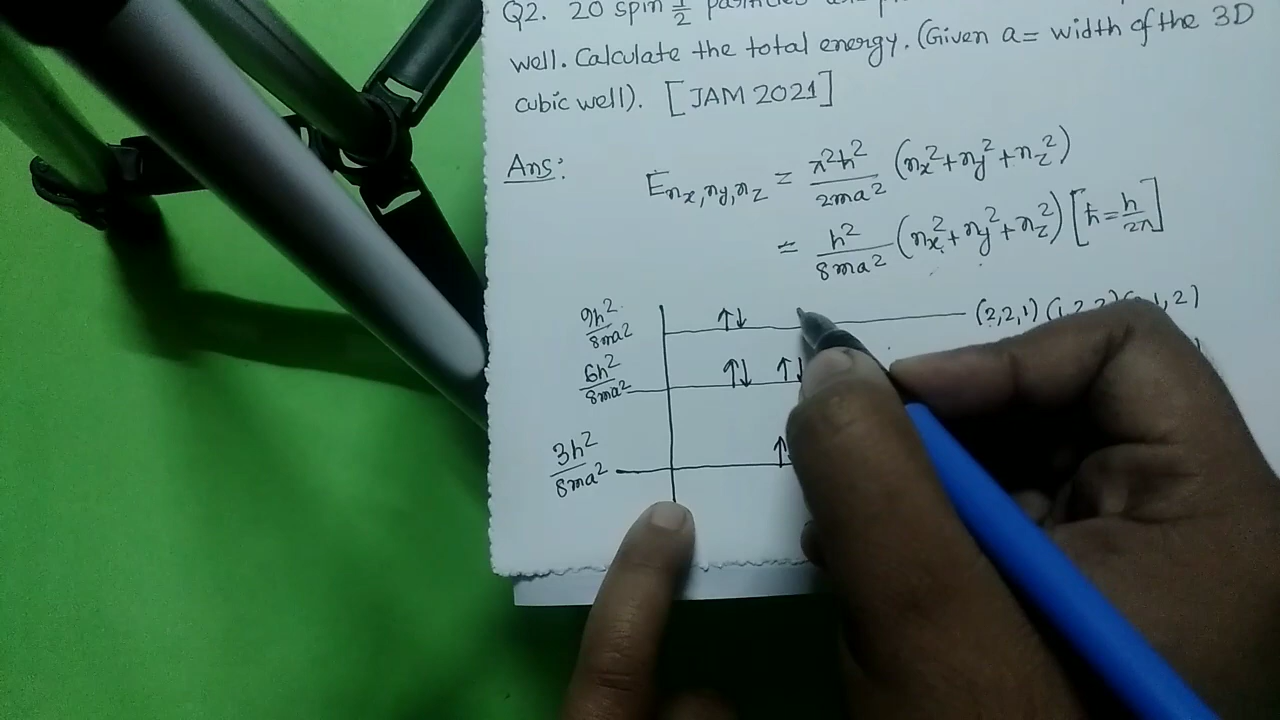 Q2. 20 spin 1/2 particles
well. Calculate the total energy. (Given a = width of the 3D
cubic well). [JAM 2021]
Ans: E_{nx,ny,nz} = π²ħ²/2ma² (nx²+ny²+nz²)
= h²/8ma² (nx²+ny²+nz²) [ħ = h/2π]
9h²/8ma² ↑↓ (2,2,1)
6h²/8ma² ↑↓ ↑↓
3h²/8ma² ↑